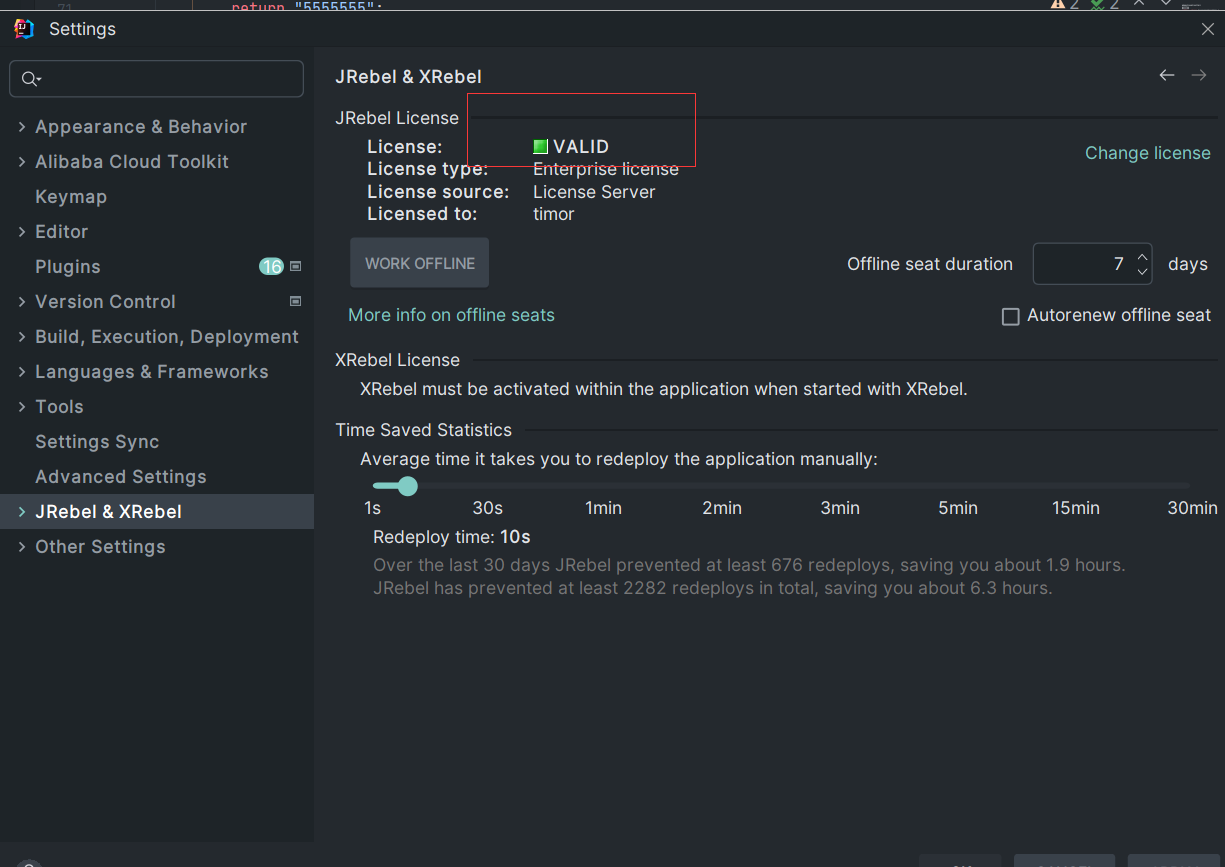 71 return "5555555"; 2 2
Settings
JRebel & XRebel
Appearance & Behavior
Alibaba Cloud Toolkit
Keymap
Editor
Plugins 16
Version Control
Build, Execution, Deployment
Languages & Frameworks
Tools
Settings Sync
Advanced Settings
JRebel & XRebel
Other Settings
JRebel License
License: VALID
Change license
License type: Enterprise license
License source: License Server
Licensed to: timor
WORK OFFLINE
Offline seat duration 7 days
More info on offline seats
Autorenew offline seat
XRebel License
XRebel must be activated within the application when started with XRebel.
Time Saved Statistics
Average time it takes you to redeploy the application manually:
1s 30s 1min 2min 3min 5min 15min 30min
Redeploy time: 10s
Over the last 30 days JRebel prevented at least 676 redeploys, saving you about 1.9 hours.
JRebel has prevented at least 2282 redeploys in total, saving you about 6.3 hours.